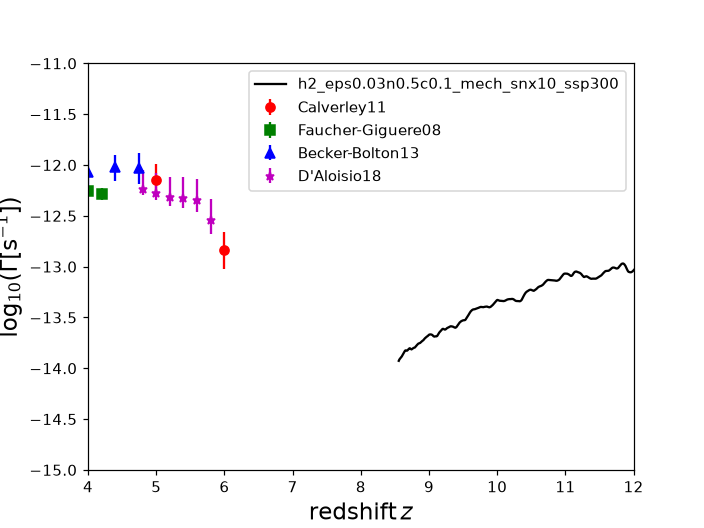 h2_eps0.03n0.5c0.1_mech_snx10_ssp300
Calverley11
Faucher-Giguere08
Becker-Bolton13
D'Aloisio18
−11.0
−11.5
−12.0
−12.5
−13.0
−13.5
−14.0
−14.5
−15.0
log₁₀(Γ[s⁻¹])
4 5 6 7 8 9 10 11 12
redshift z